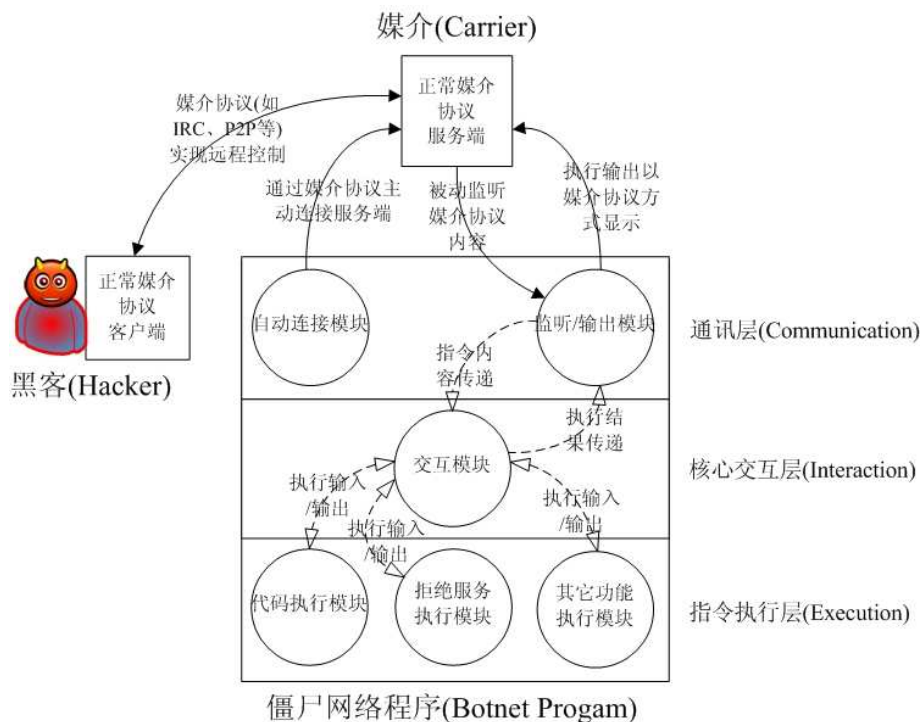 媒介(Carrier)
正常媒介
协议
服务端
媒介协议(如
IRC、P2P等)
实现远程控制
通过媒介协议主
动连接服务端
被动监听
媒介协议
内容
执行输出以
媒介协议方
式显示
正常媒介
协议
客户端
黑客(Hacker)
自动连接模块
监听/输出模块
通讯层(Communication)
指令内
容传递
执行结
果传递
交互模块
核心交互层(Interaction)
执行输入
/输出
执行输入
/输出
执行输入
/输出
代码执行模块
拒绝服务
执行模块
其它功能
执行模块
指令执行层(Execution)
僵尸网络程序(Botnet Progam)